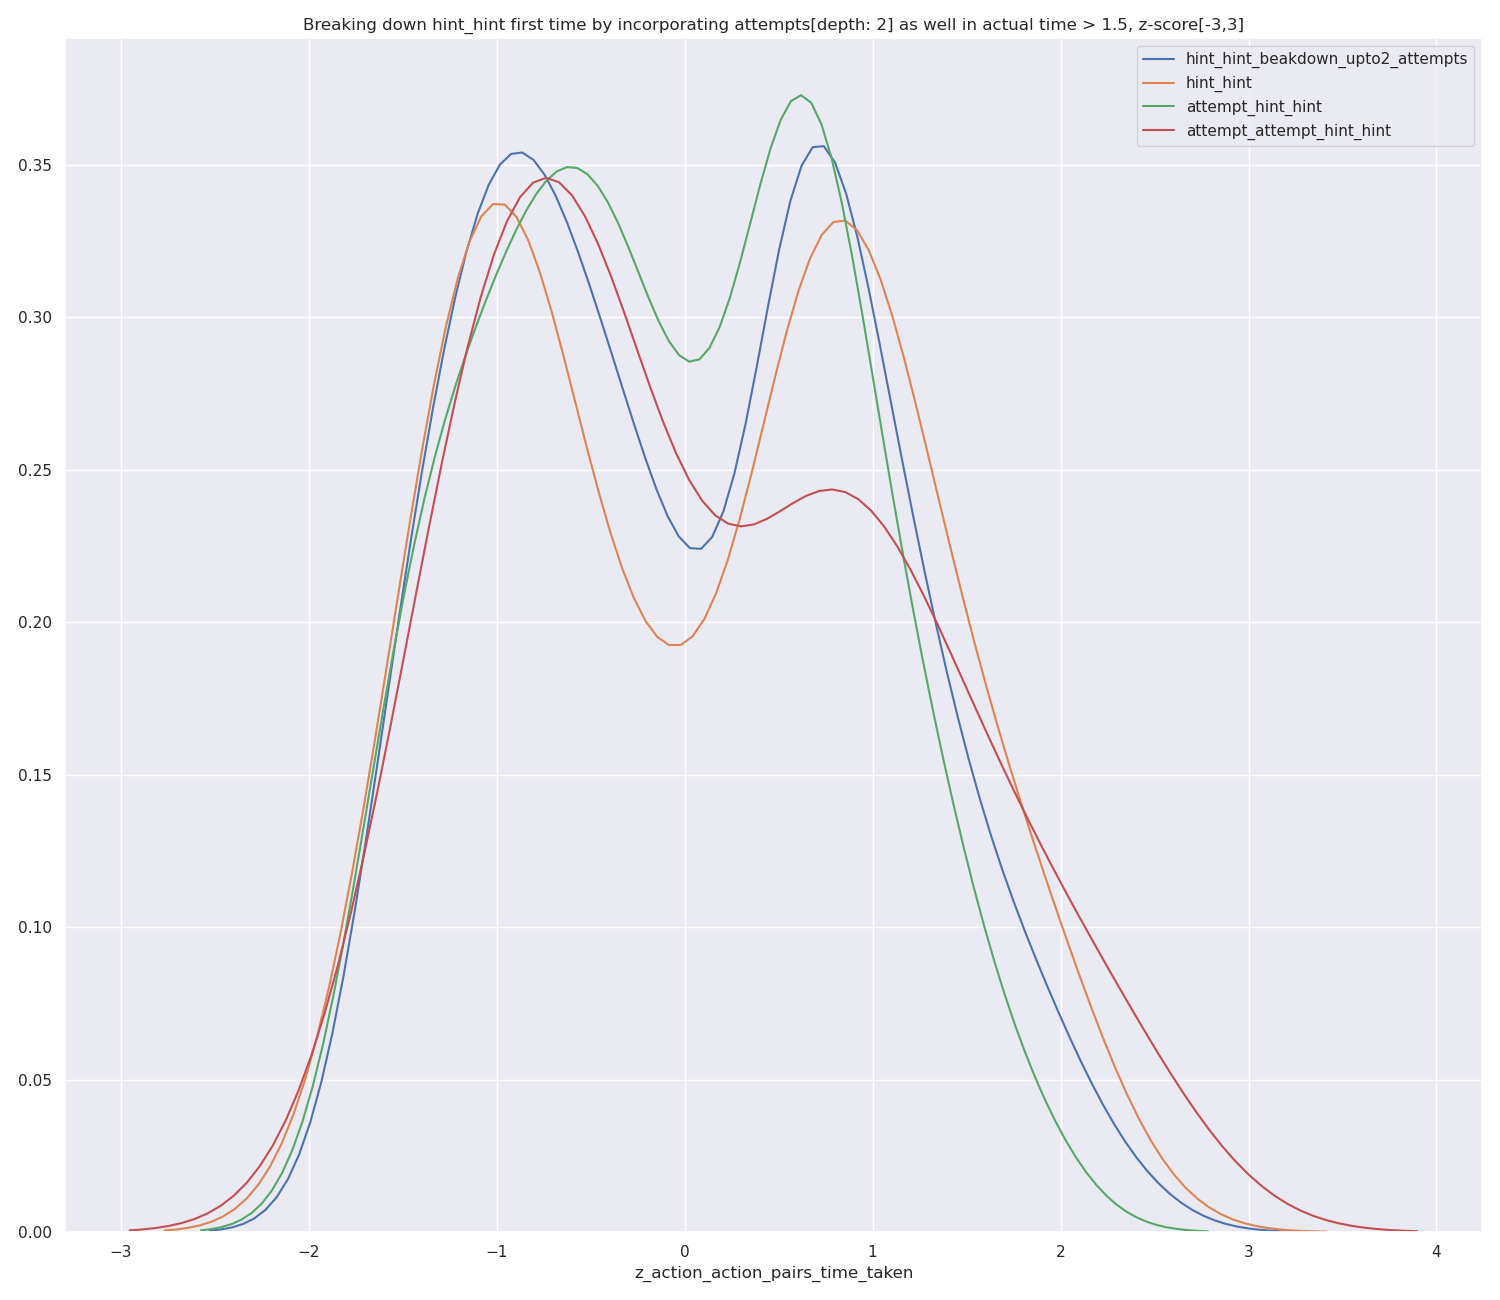 Breaking down hint_hint first time by incorporating attempts[depth: 2] as well in actual time > 1.5, z-score[-3,3]
hint_hint_beakdown_upto2_attempts
hint_hint
attempt_hint_hint
attempt_attempt_hint_hint
0.35
0.30
0.25
0.20
0.15
0.10
0.05
0.00
−3 −2 −1 0 1 2 3 4
z_action_action_pairs_time_taken